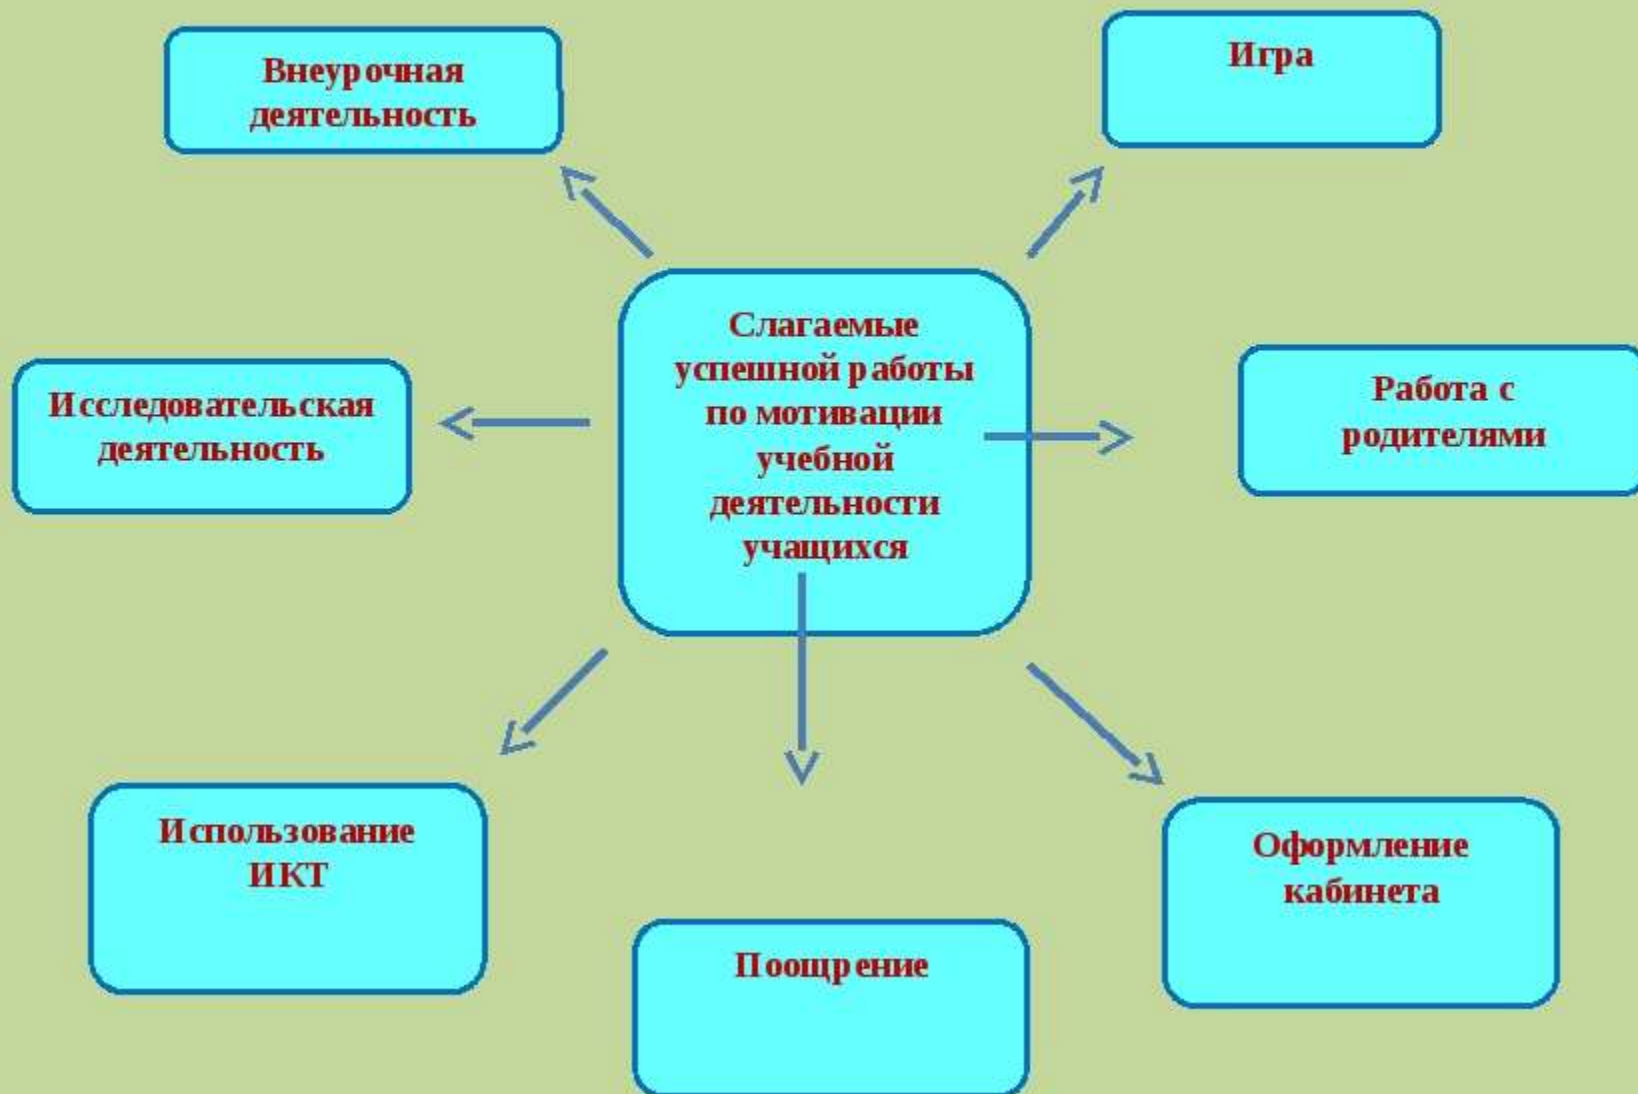 Внеурочная
деятельность
Игра
Слагаемые
успешной работы
по мотивации
учебной
деятельности
учащихся
Исследовательская
деятельность
Работа с
родителями
Использование
ИКТ
Поощрение
Оформление
кабинета